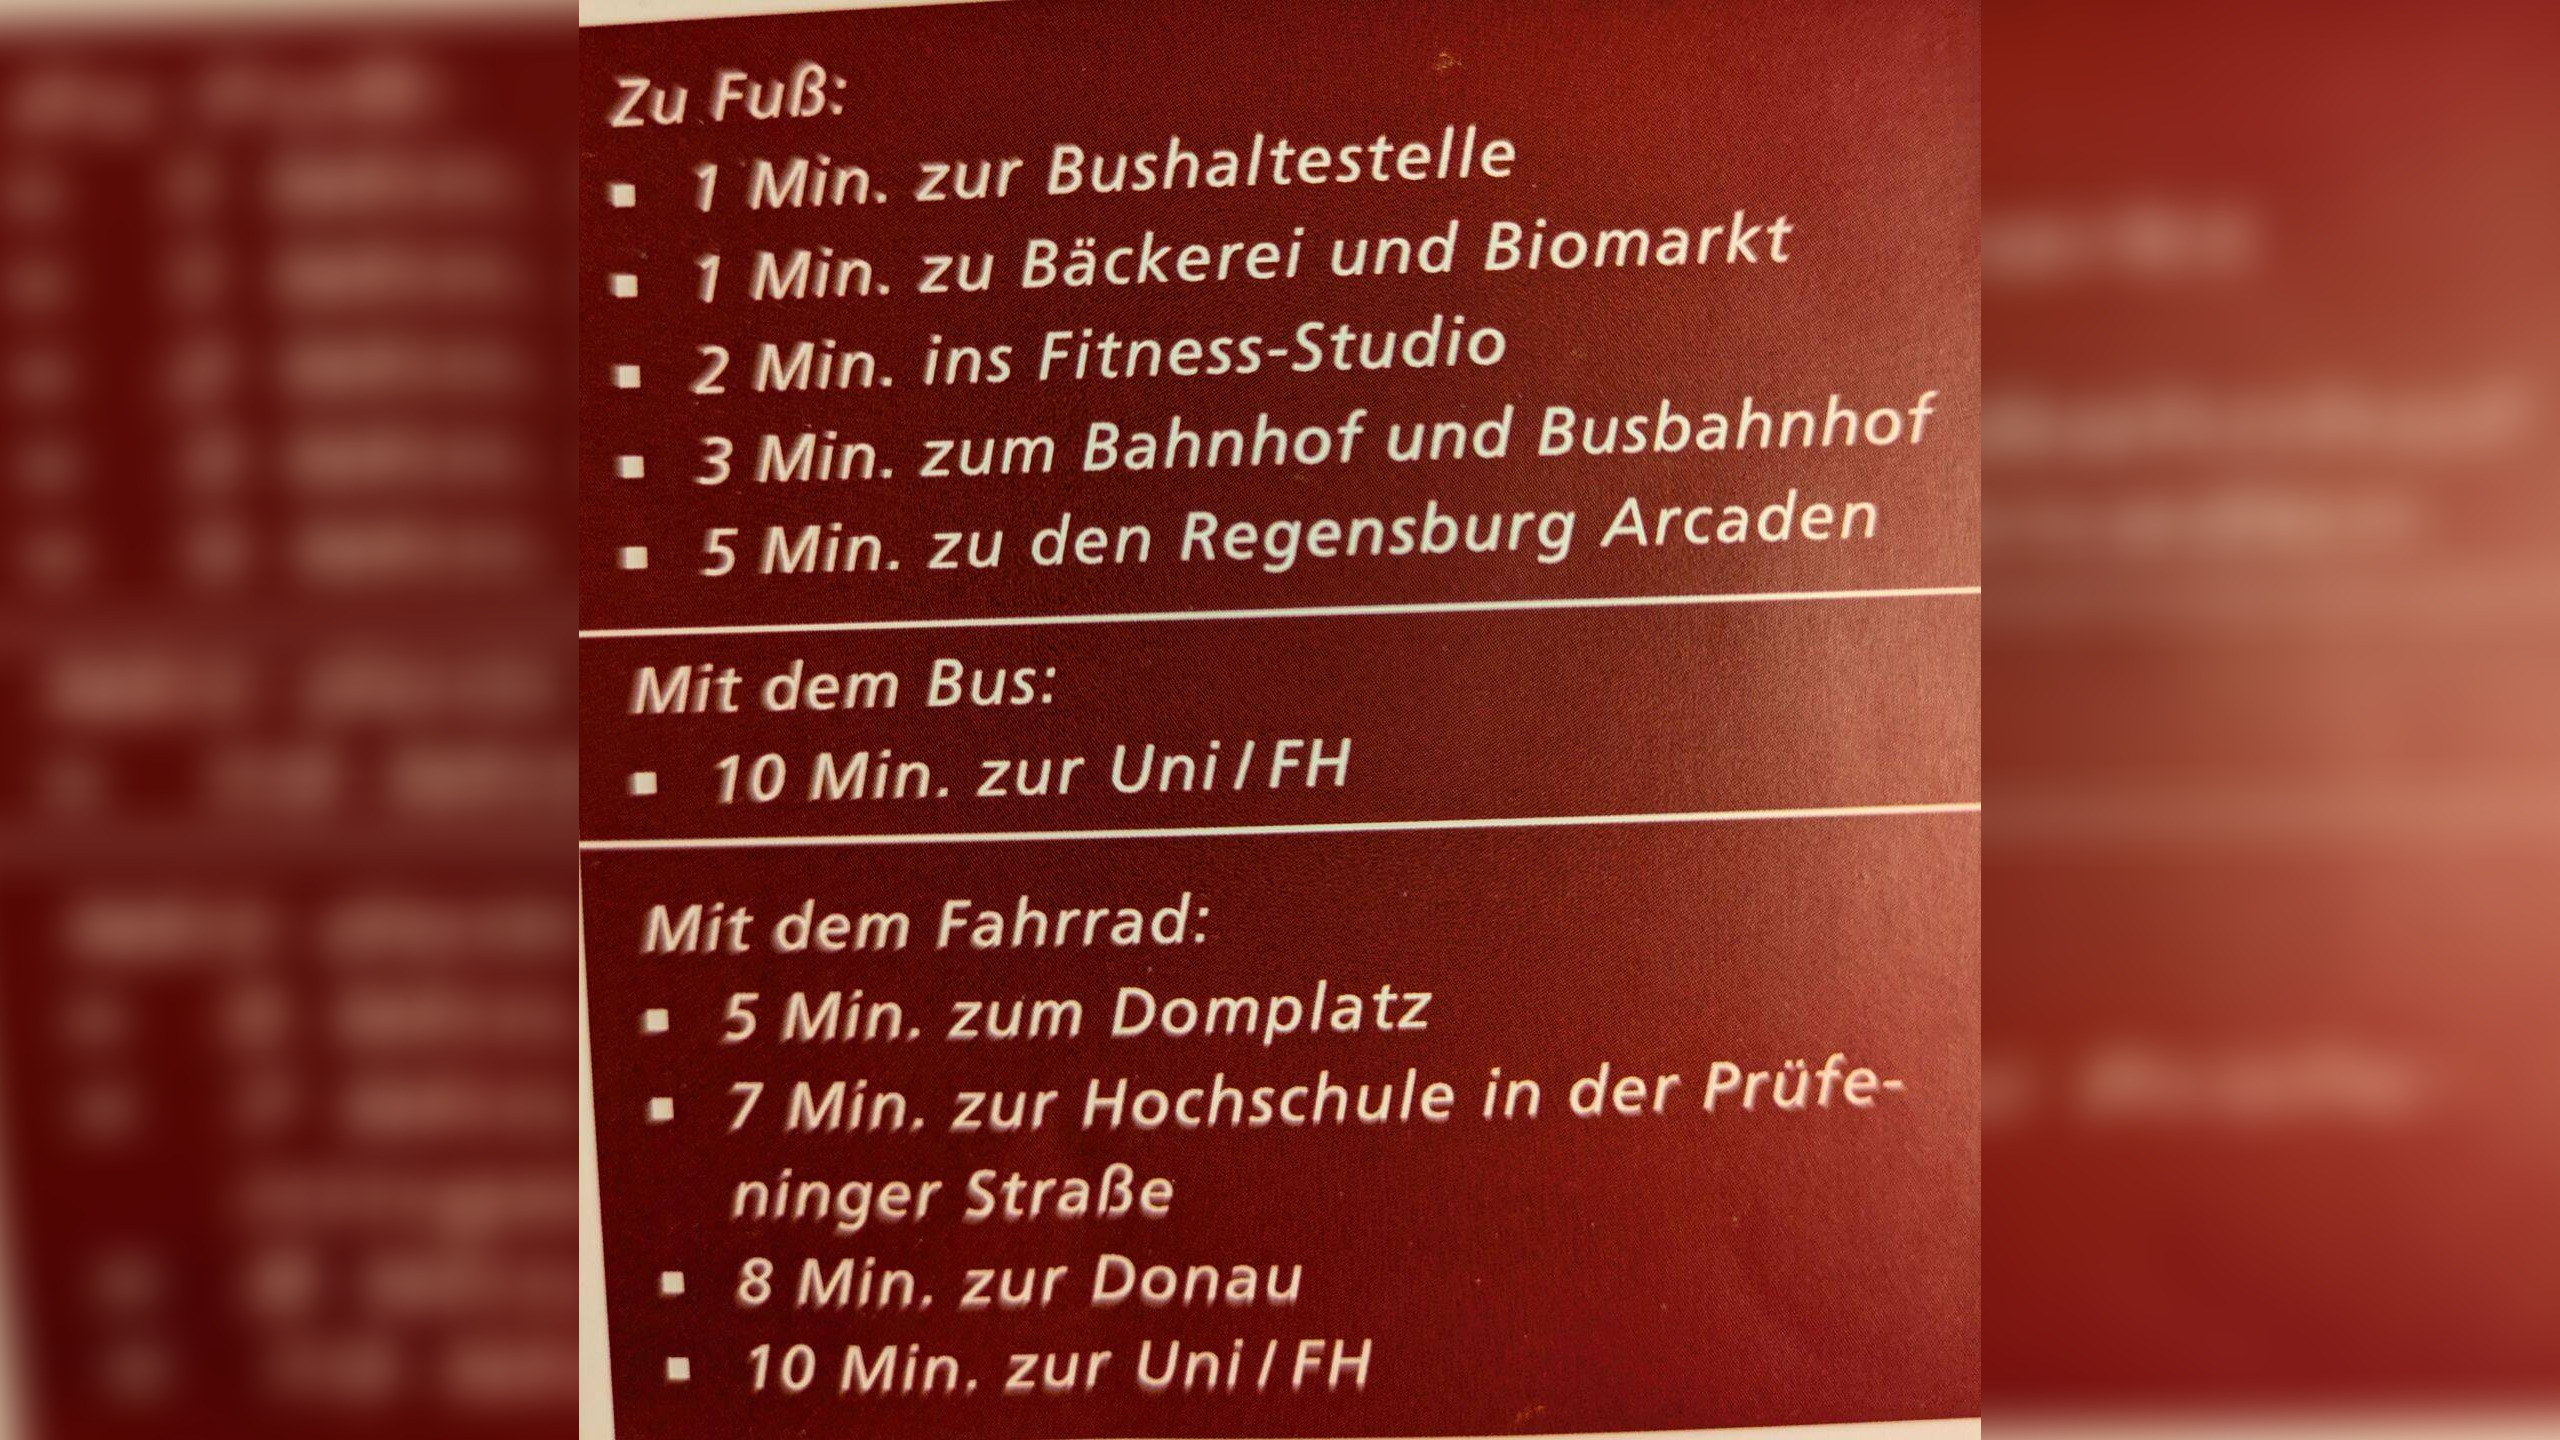 Zu Fuß:
▪ 1 Min. zur Bushaltestelle
▪ 1 Min. zu Bäckerei und Biomarkt
▪ 2 Min. ins Fitness-Studio
▪ 3 Min. zum Bahnhof und Busbahnhof
▪ 5 Min. zu den Regensburg Arcaden
Mit dem Bus:
▪ 10 Min. zur Uni / FH
Mit dem Fahrrad:
▪ 5 Min. zum Domplatz
▪ 7 Min. zur Hochschule in der Prüfe-
ninger Straße
▪ 8 Min. zur Donau
▪ 10 Min. zur Uni / FH